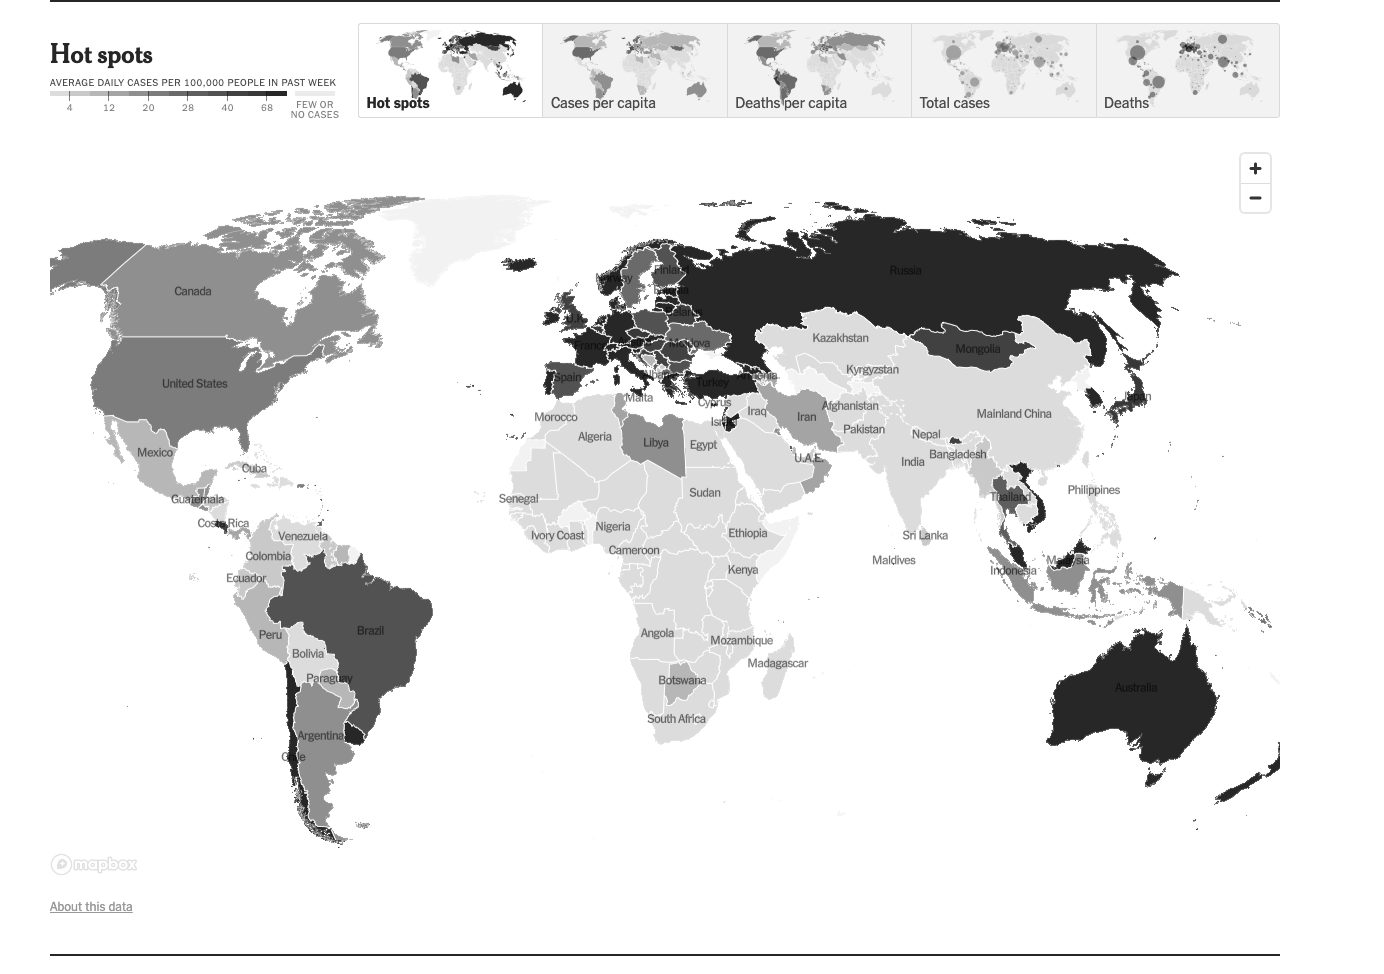 Hot spots
AVERAGE DAILY CASES PER 100,000 PEOPLE IN PAST WEEK
4 12 20 28 40 68 FEW OR NO CASES
Hot spots
Cases per capita
Deaths per capita
Total cases
Deaths
+
−
Canada
United States
Mexico
Cuba
Guatemala
Costa Rica
Venezuela
Colombia
Ecuador
Peru
Brazil
Bolivia
Paraguay
Argentina
Chile
Norway
Finland
Russia
U.K.
France
Spain
Moldova
Malta
Turkey
Armenia
Cyprus
Israel
Iraq
Iran
U.A.E.
Kazakhstan
Kyrgyzstan
Afghanistan
Pakistan
Mongolia
Mainland China
Japan
Nepal
Bangladesh
India
Thailand
Philippines
Sri Lanka
Maldives
Malaysia
Indonesia
Australia
Morocco
Algeria
Libya
Egypt
Senegal
Sudan
Ivory Coast
Nigeria
Cameroon
Ethiopia
Kenya
Angola
Mozambique
Madagascar
Botswana
South Africa
mapbox
About this data